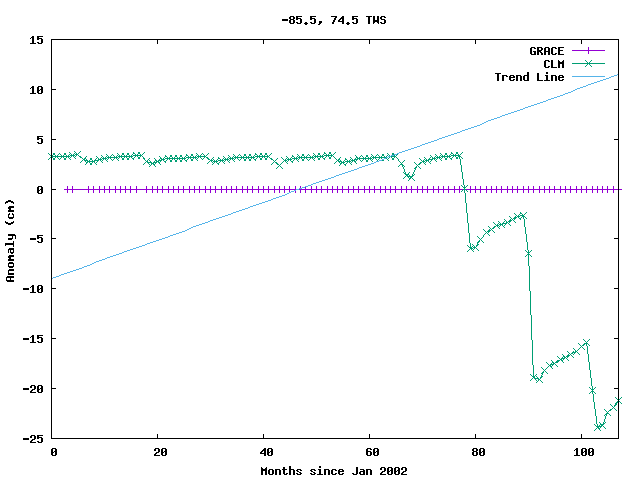 -85.5, 74.5 TWS
15
10
5
0
-5
-10
-15
-20
-25
Anomaly (cm)
GRACE
CLM
Trend Line
0 20 40 60 80 100
Months since Jan 2002